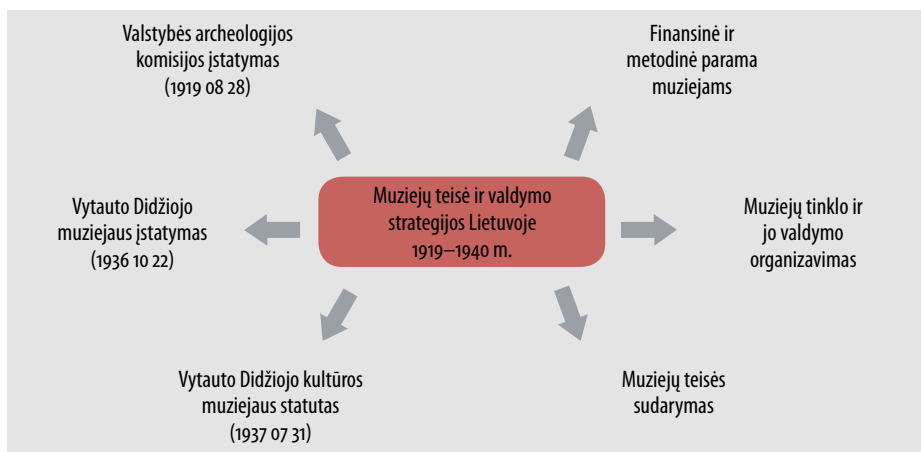 Valstybės archeologijos
komisijos įstatymas
(1919 08 28)
Finansinė ir
metodinė parama
muziejams
Vytauto Didžiojo
muziejaus įstatymas
(1936 10 22)
Muziejų teisė ir valdymo
strategijos Lietuvoje
1919–1940 m.
Muziejų tinklo ir
jo valdymo
organizavimas
Vytauto Didžiojo kultūros
muziejaus statutas
(1937 07 31)
Muziejų teisės
sudarymas